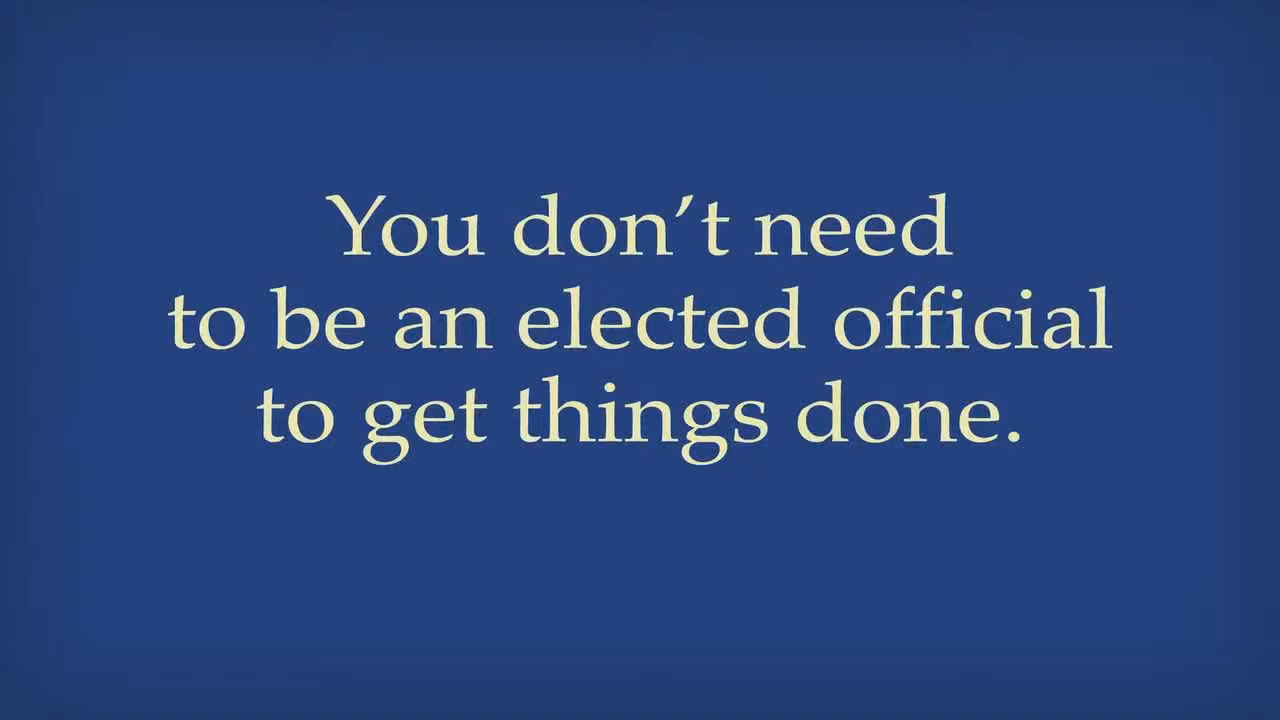 You don’t need
to be an elected official
to get things done.